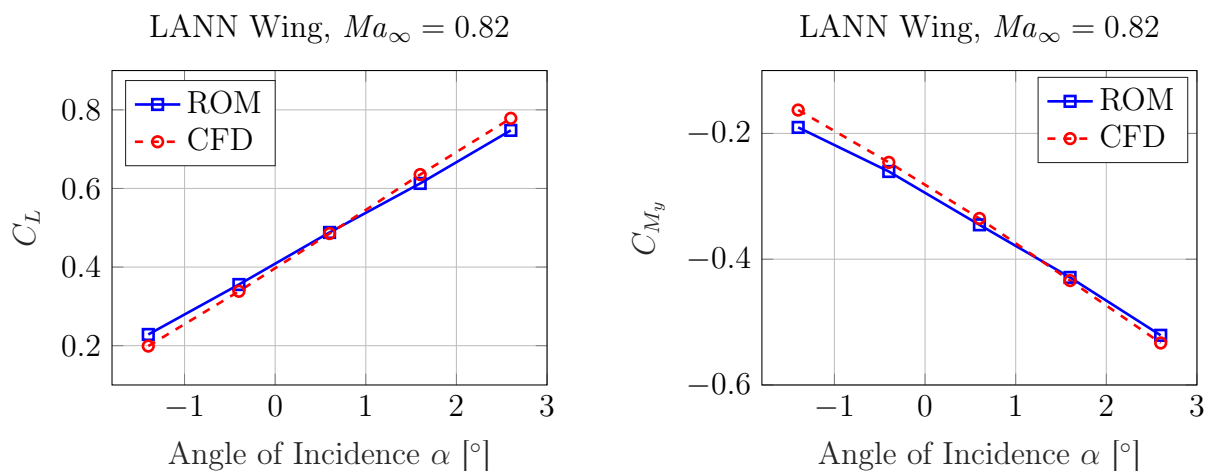 LANN Wing, Ma∞ = 0.82
ROM
CFD
0.8
0.6
0.4
0.2
C_L
−1 0 1 2 3
Angle of Incidence α [°]
LANN Wing, Ma∞ = 0.82
ROM
CFD
−0.2
−0.4
−0.6
C_{M_y}
−1 0 1 2 3
Angle of Incidence α [°]